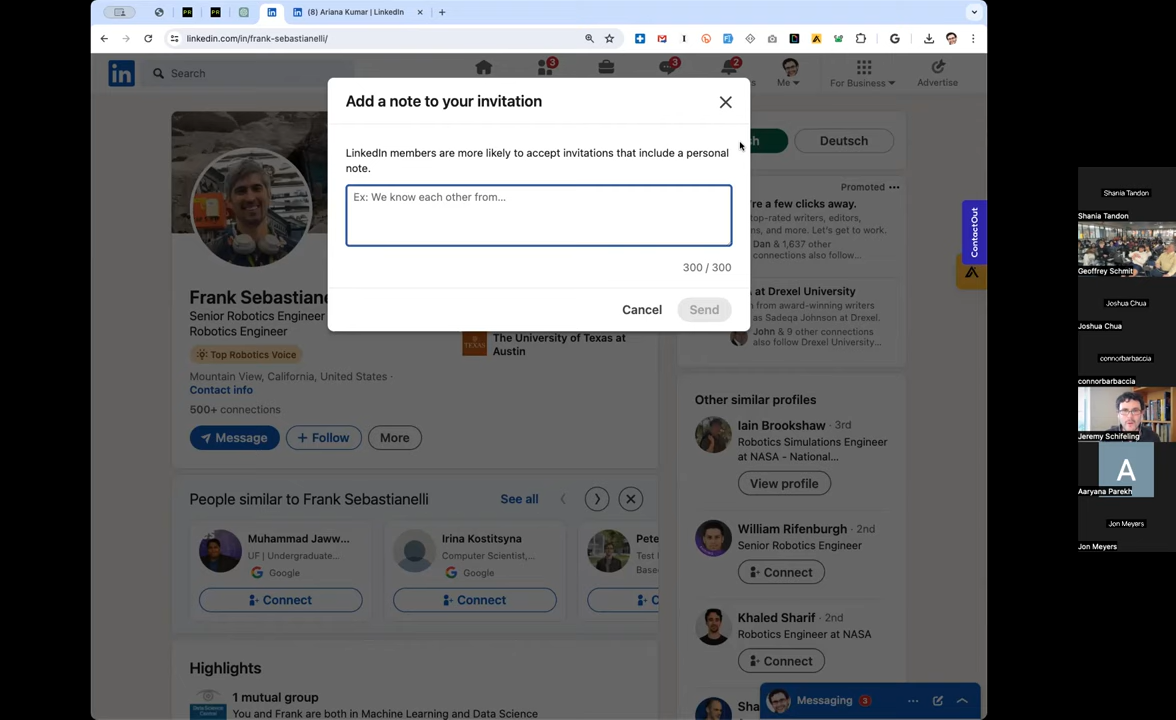 (8) Ariana Kumar | LinkedIn
linkedin.com/in/frank-sebastianelli/
Search
3
3
2
Me
For Business
Advertise
Add a note to your invitation
LinkedIn members are more likely to accept invitations that include a personal
note.
Ex: We know each other from...
300 / 300
Cancel
Send
Deutsch
Promoted
're a few clicks away.
top-rated writers, editors,
ns, and more. Let's get to work.
Dan & 1,637 other
connections also follow...
at Drexel University
from award-winning writers
as Sadeqa Johnson at Drexel.
John & 9 other connections
also follow Drexel University...
ContactOut
Frank Sebastiane
Senior Robotics Engineer
Robotics Engineer
Top Robotics Voice
Mountain View, California, United States ·
Contact info
500+ connections
Message
+ Follow
More
TEXAS
The University of Texas at
Austin
People similar to Frank Sebastianelli
See all
Muhammad Jaww...
UF | Undergraduate...
Google
Connect
Irina Kostitsyna
Computer Scientist,...
Google
Connect
Pete
Test
Base
C
Highlights
1 mutual group
You and Frank are both in Machine Learning and Data Science
Other similar profiles
Iain Brookshaw · 3rd
Robotics Simulations Engineer
at NASA - National...
View profile
William Rifenburgh · 2nd
Senior Robotics Engineer
Connect
Khaled Sharif · 2nd
Robotics Engineer at NASA
Connect
Sha
Messaging 3
Shania Tandon
Shania Tandon
Geoffrey Schmit
Joshua Chua
Joshua Chua
connorbarbaccia
connorbarbaccia
Jeremy Schifeling
A
Aaryana Parekh
Jon Meyers
Jon Meyers